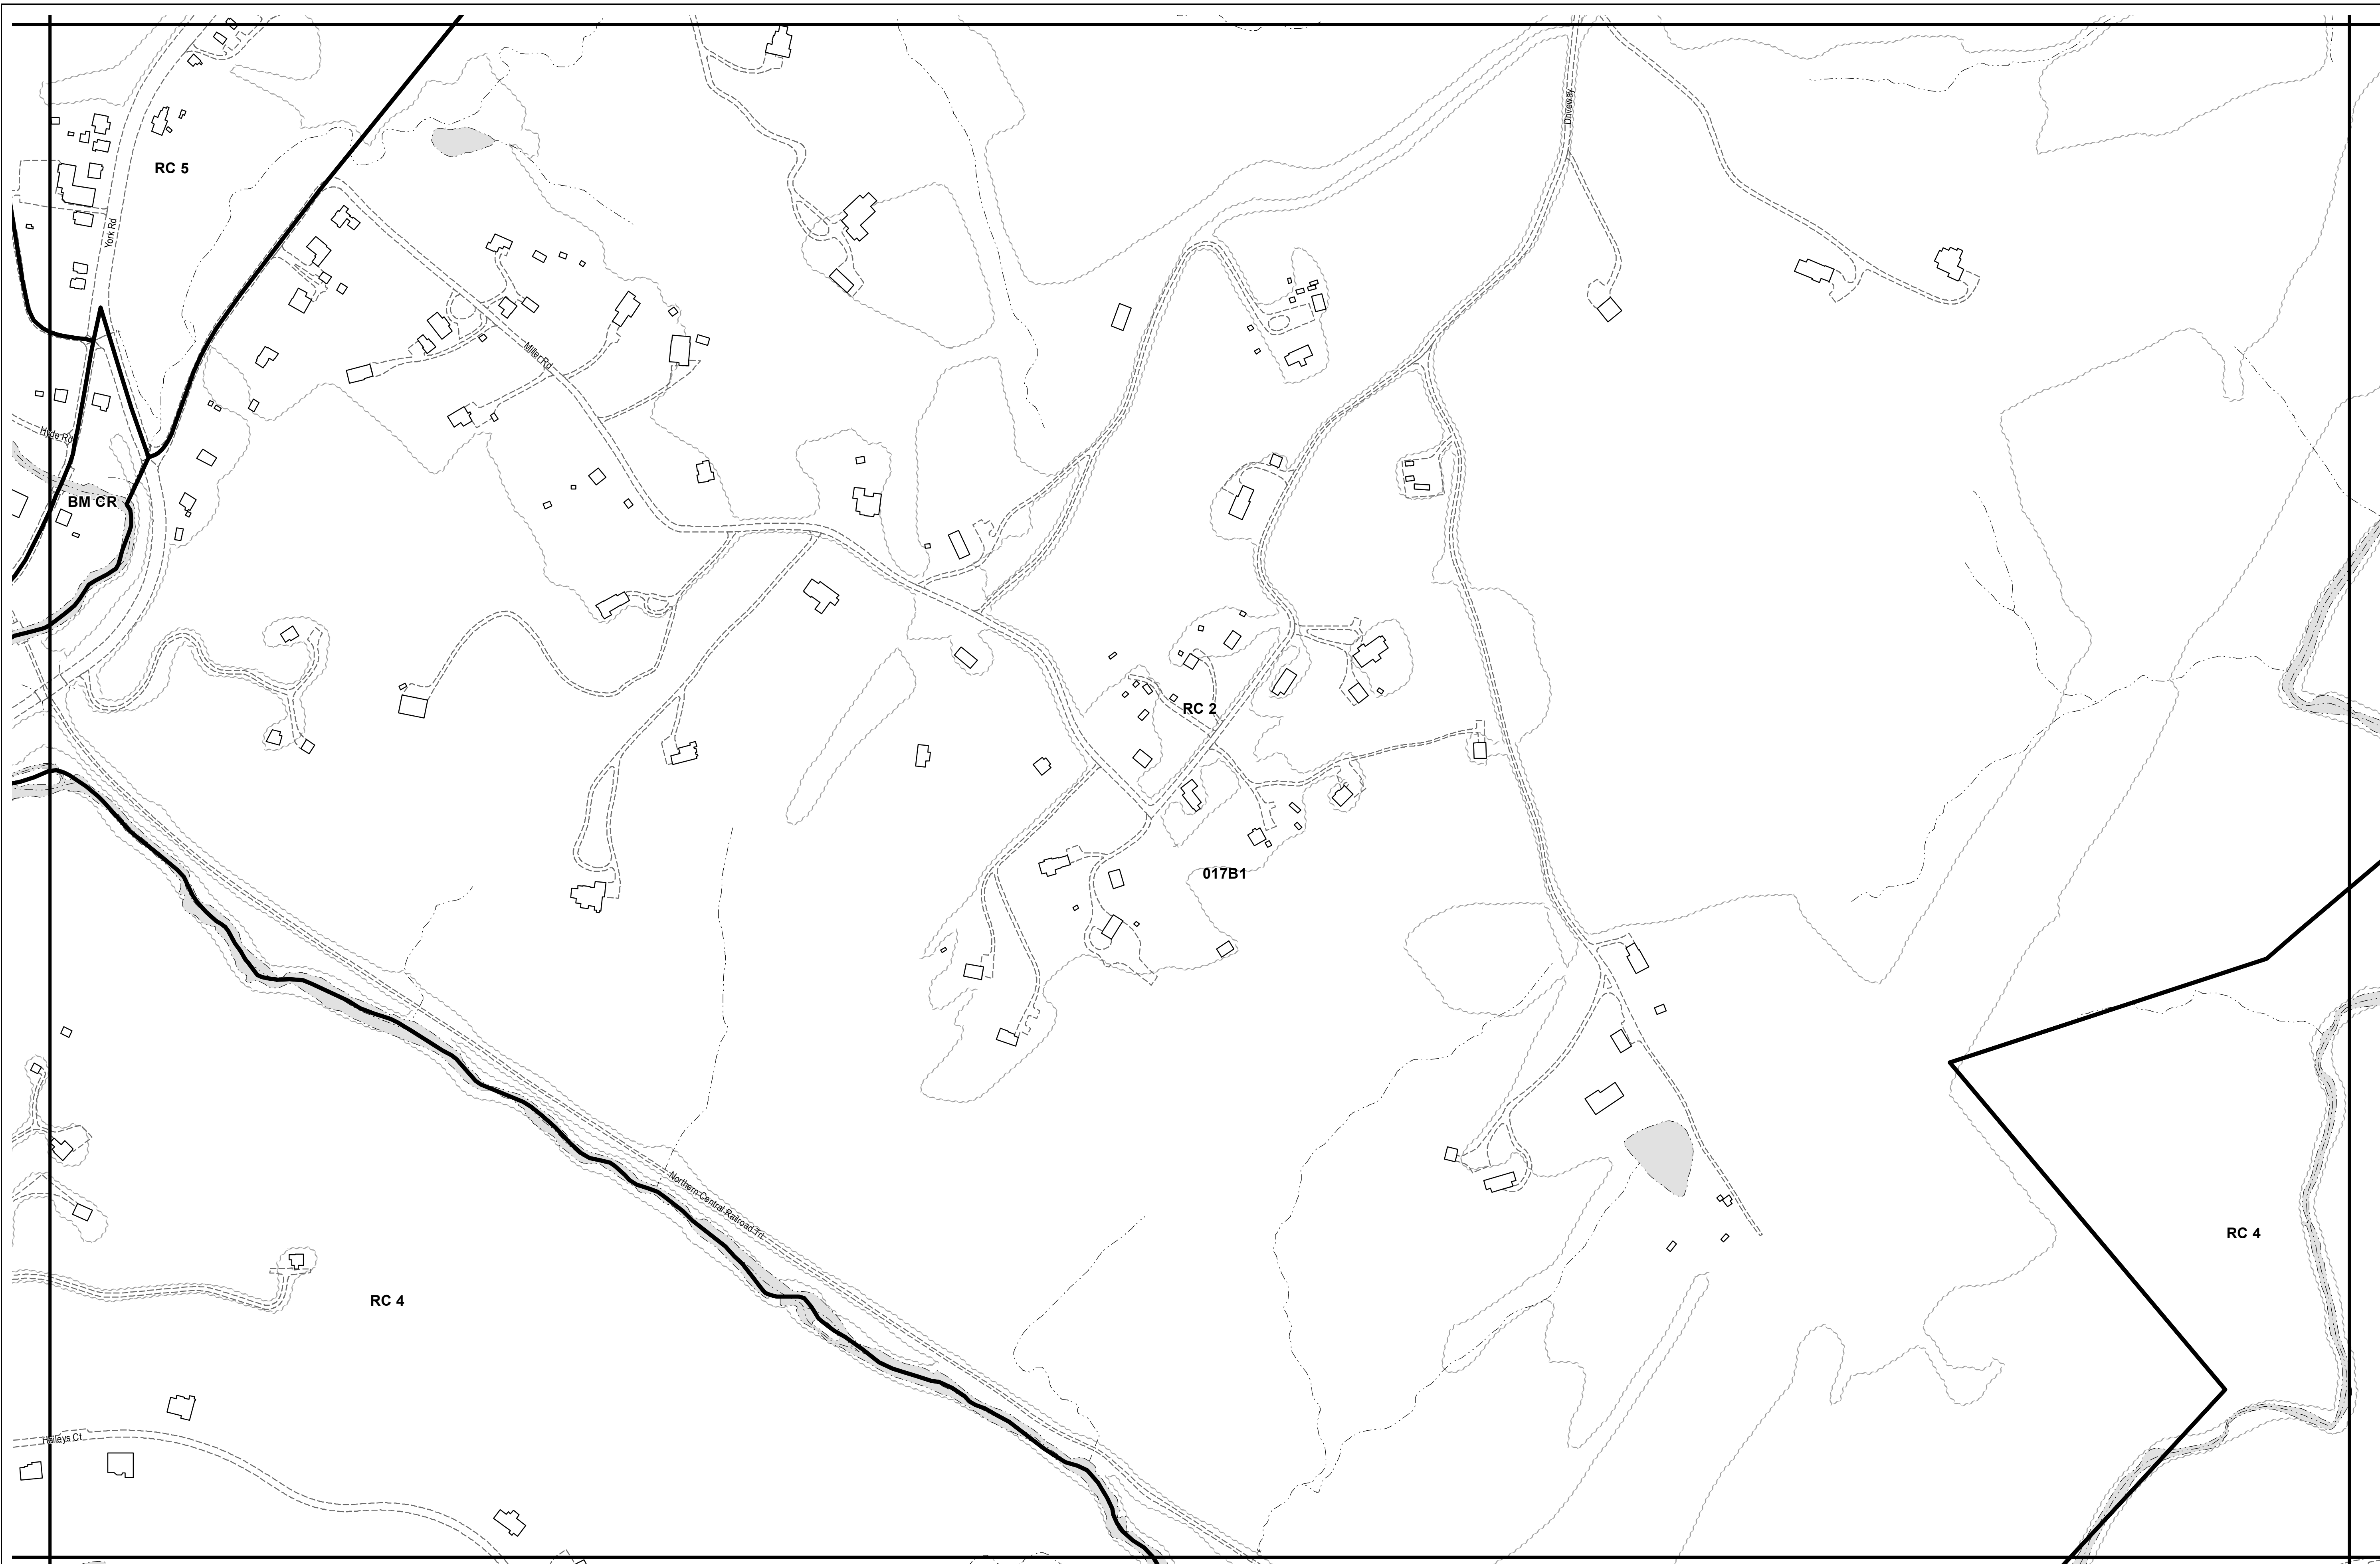 Driveway
RC 5
York Rd
Miller Rd
Hyde Rd
BM CR
RC 2
017B1
Northern Central Railroad Trl
RC 4
RC 4
Haileys Ct